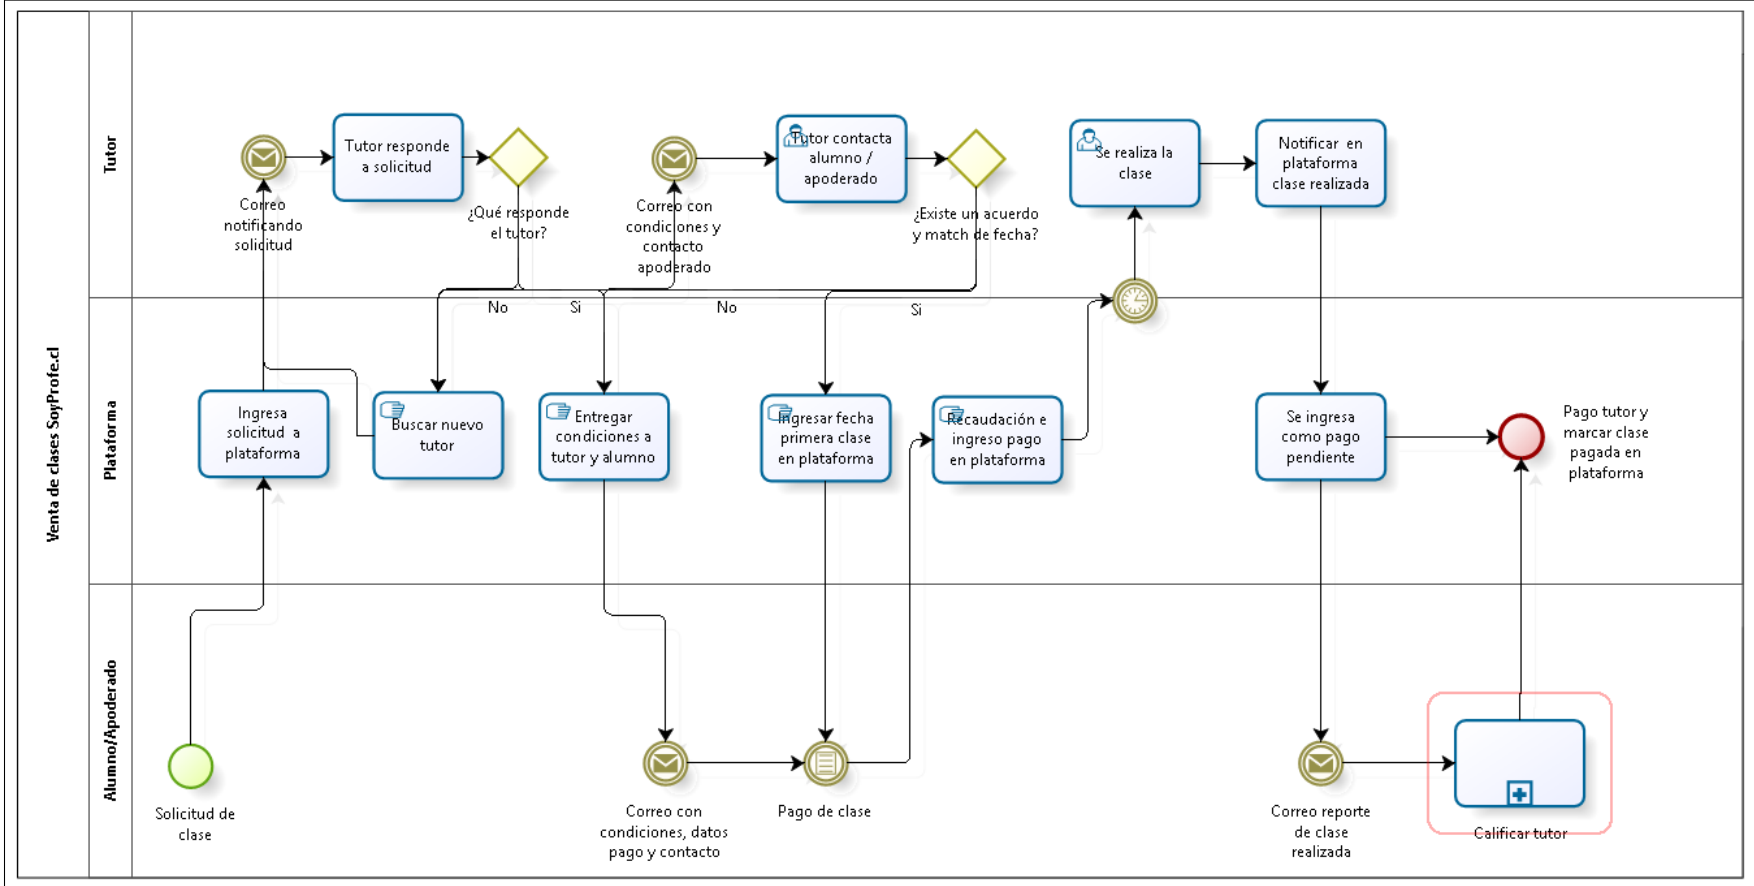 Venta de clases SoyProfe.cl
Tutor
Correo
notificando
solicitud
Tutor responde
a solicitud
¿Qué responde
el tutor?
Correo con
condiciones y
contacto
apoderado
Tutor contacta
alumno /
apoderado
¿Existe un acuerdo
y match de fecha?
Se realiza la
clase
Notificar en
plataforma
clase realizada
No
Si
No
Si
Plataforma
Ingresa
solicitud a
plataforma
Buscar nuevo
tutor
Entregar
condiciones a
tutor y alumno
Ingresar fecha
primera clase
en plataforma
Recaudación e
ingreso pago
en plataforma
Se ingresa
como pago
pendiente
Pago tutor y
marcar clase
pagada en
plataforma
Alumno/Apoderado
Solicitud de
clase
Correo con
condiciones, datos
pago y contacto
Pago de clase
Correo reporte
de clase
realizada
Calificar tutor